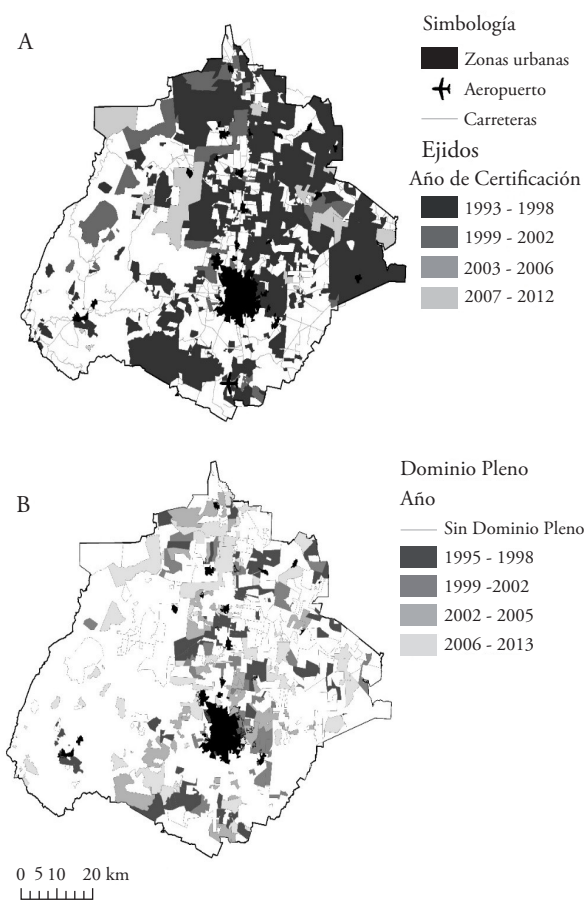 A
Simbología
Zonas urbanas
Aeropuerto
Carreteras
Ejidos
Año de Certificación
1993 - 1998
1999 - 2002
2003 - 2006
2007 - 2012
B
Dominio Pleno
Año
Sin Dominio Pleno
1995 - 1998
1999 -2002
2002 - 2005
2006 - 2013
0 5 10 20 km